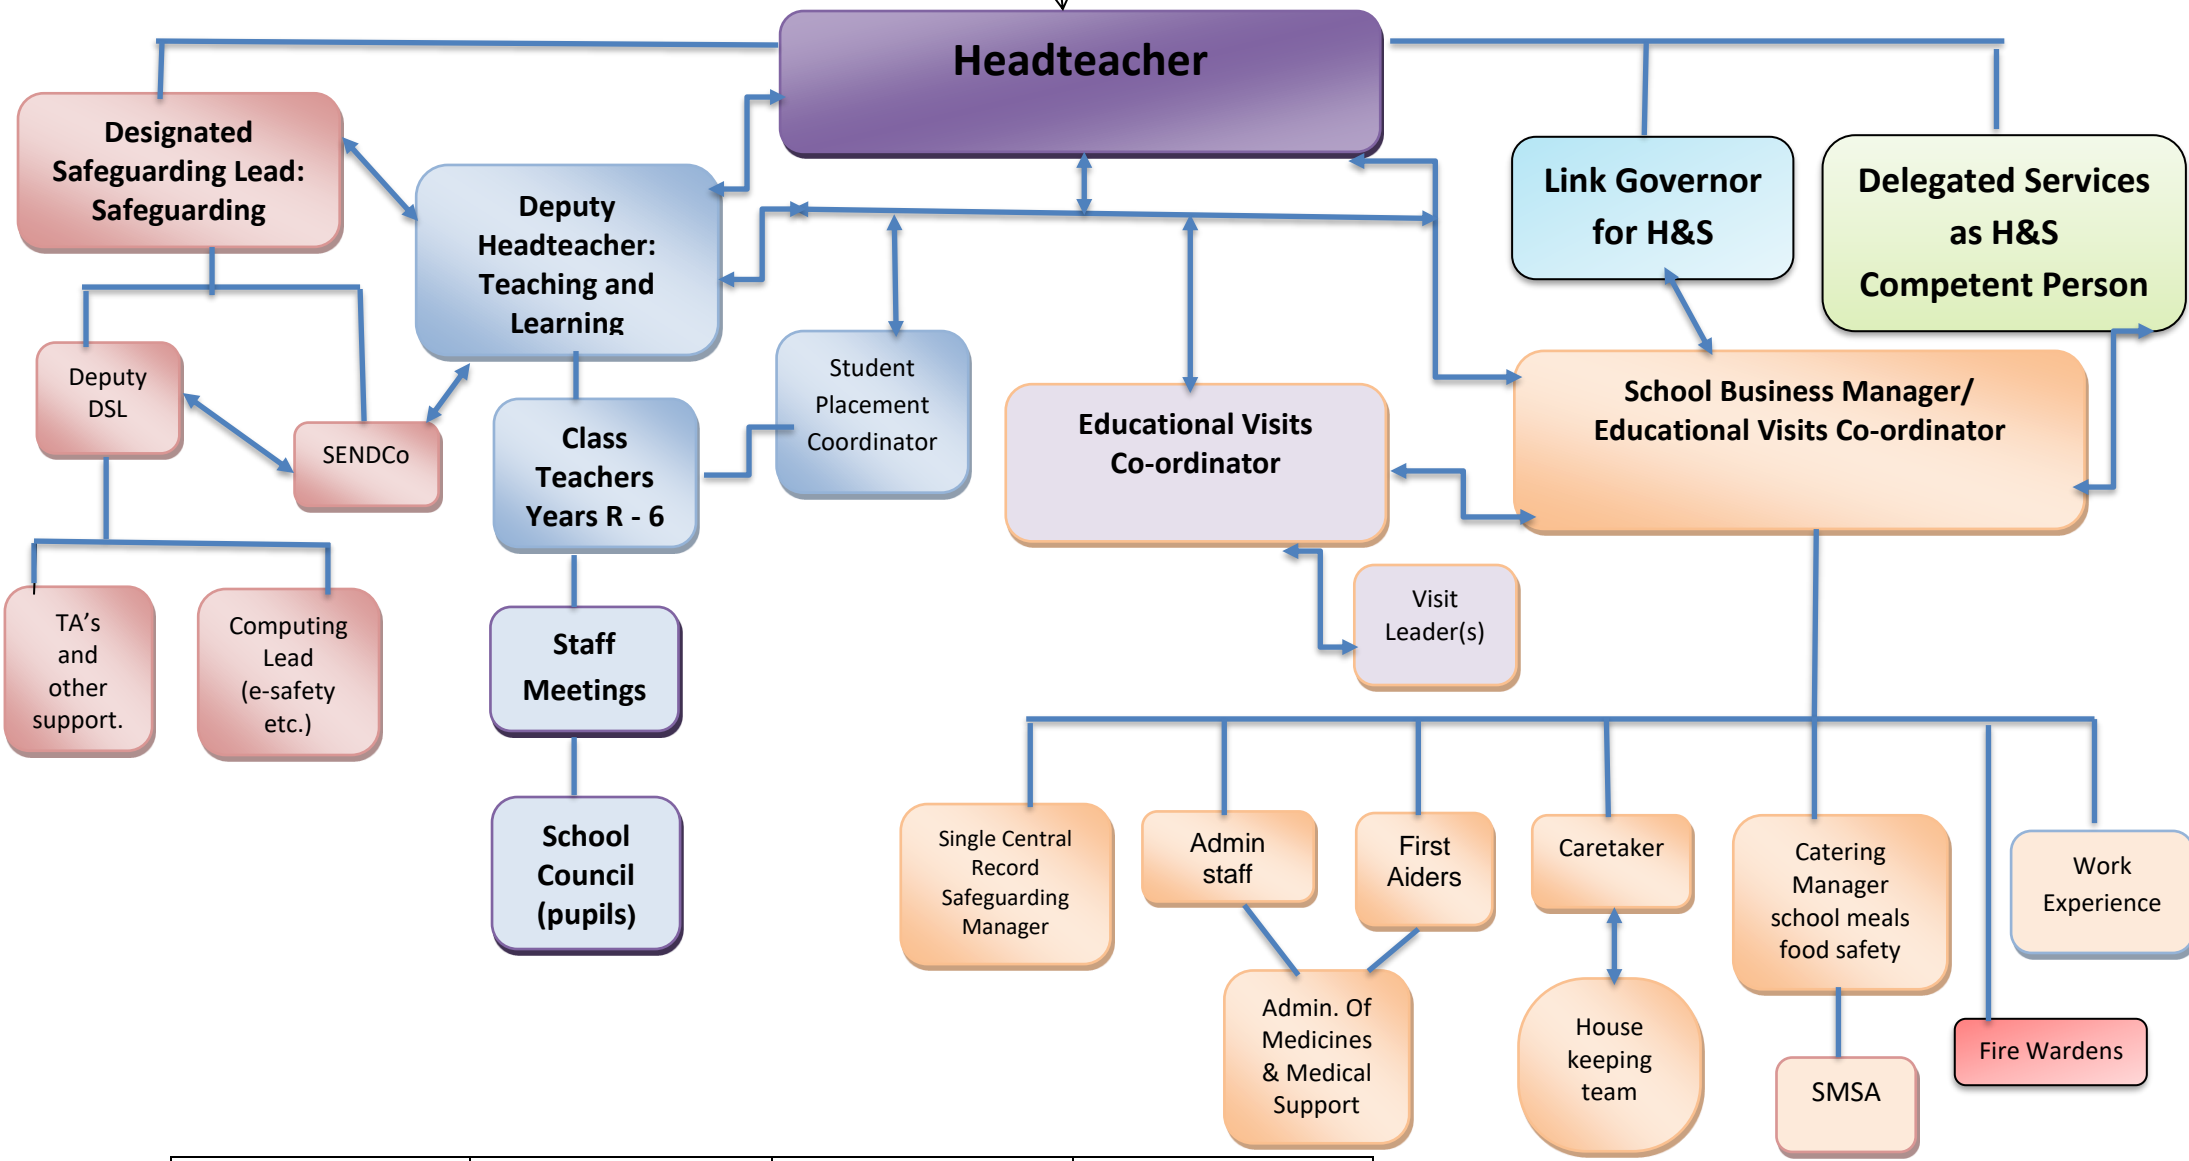 Headteacher
Designated
Safeguarding Lead:
Safeguarding
Deputy
Headteacher:
Teaching and
Learning
Link Governor
for H&S
Delegated Services
as H&S
Competent Person
Deputy
DSL
SENDCo
Class
Teachers
Years R - 6
Student
Placement
Coordinator
Educational Visits
Co-ordinator
School Business Manager/
Educational Visits Co-ordinator
TA's
and
other
support.
Computing
Lead
(e-safety
etc.)
Staff
Meetings
Visit
Leader(s)
School
Council
(pupils)
Single Central
Record
Safeguarding
Manager
Admin
staff
First
Aiders
Caretaker
Catering
Manager
school meals
food safety
Work
Experience
Admin. Of
Medicines
& Medical
Support
House
keeping
team
SMSA
Fire Wardens